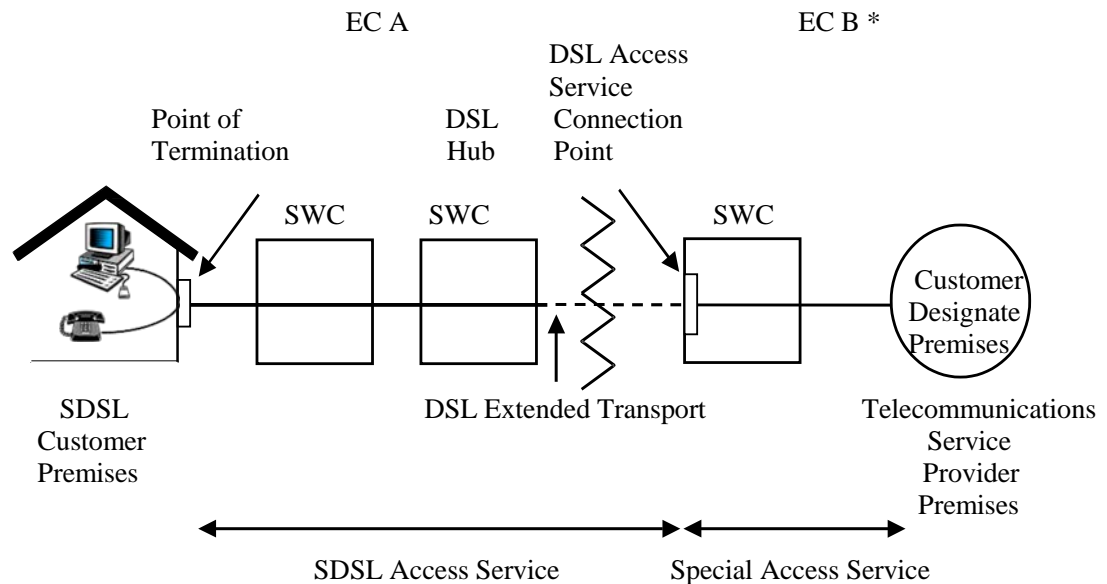 EC A
EC B *
DSL Access
Service
Connection
Point
Point of
Termination
DSL
Hub
SWC
SWC
SWC
Customer
Designate
Premises
DSL Extended Transport
SDSL
Customer
Premises
Telecommunications
Service
Provider
Premises
SDSL Access Service
Special Access Service